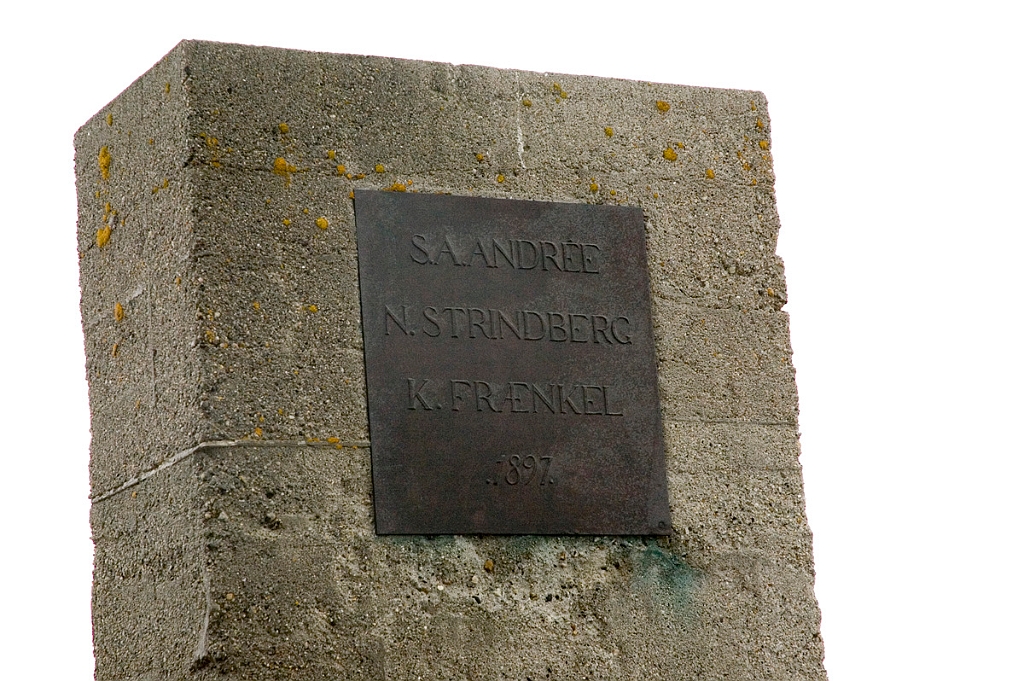 S.A.ANDRÉE
N.STRINDBERG
K.FRÆNKEL
.1897.